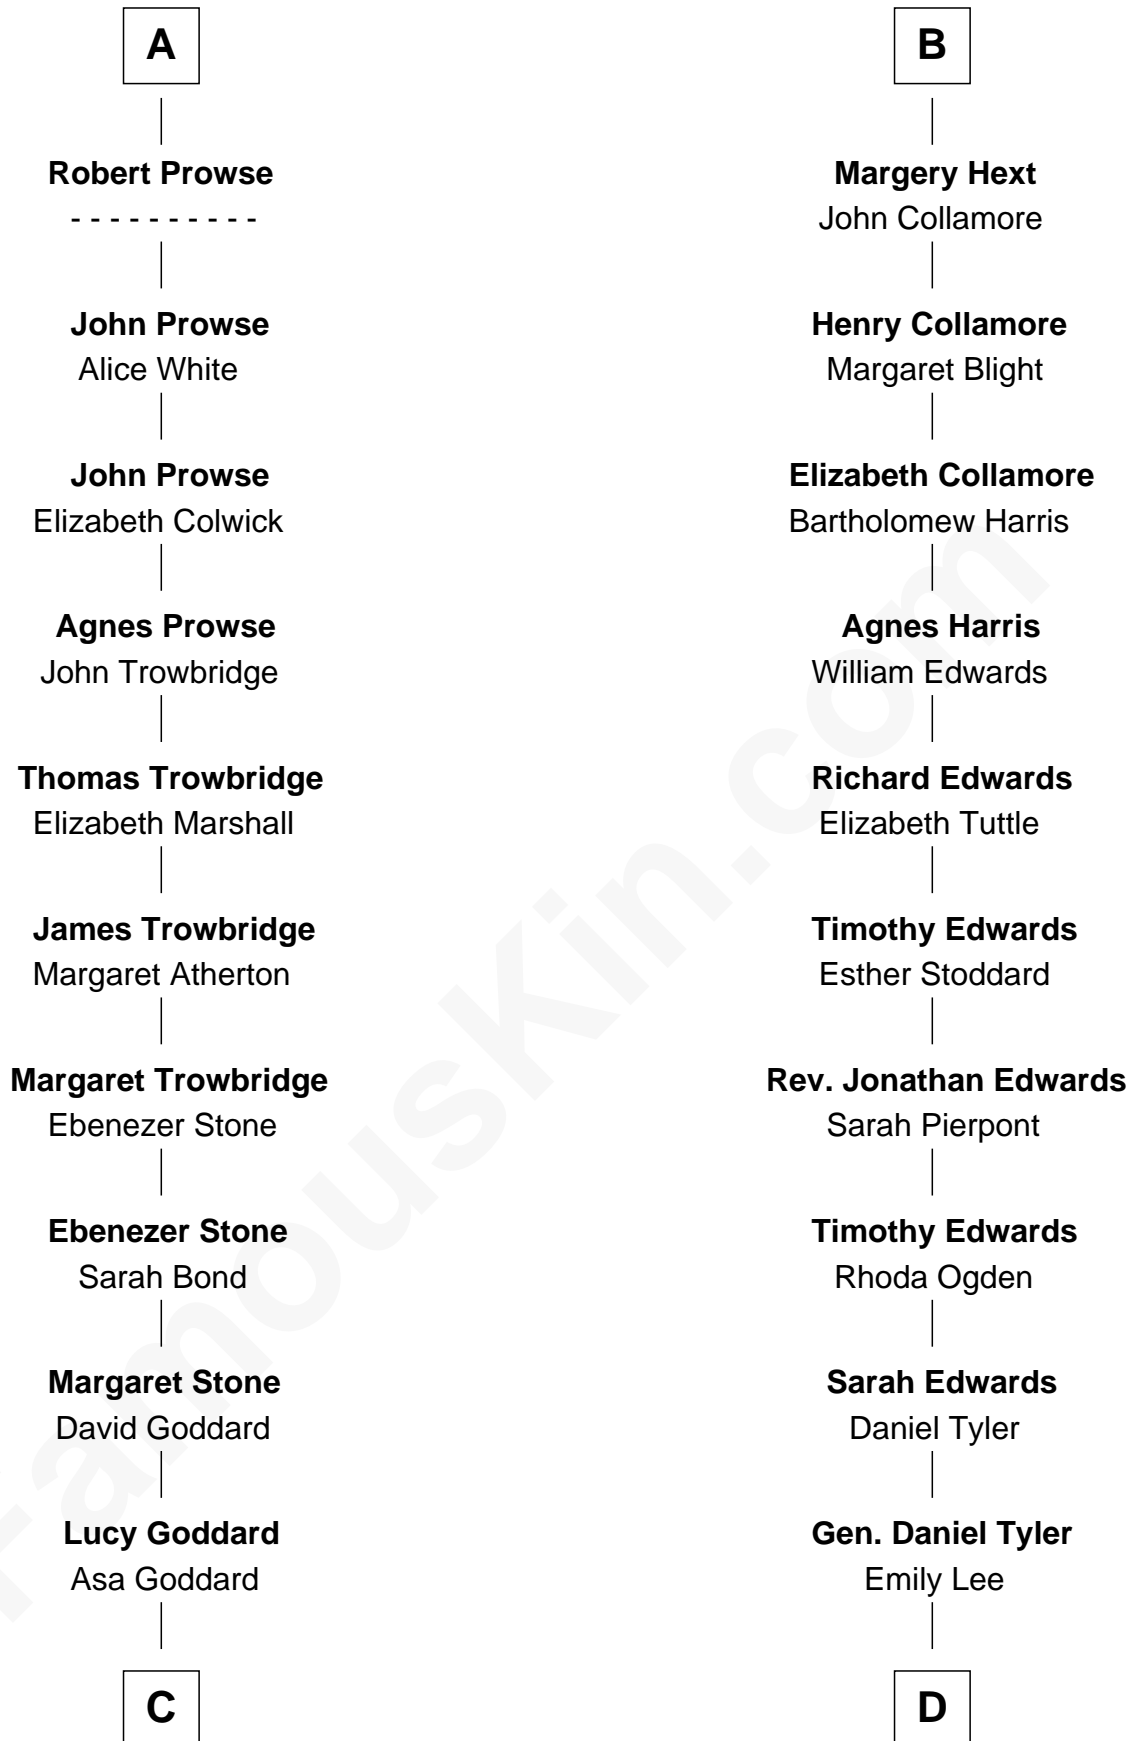 A
Robert Prowse
- - - - - - - - - -
John Prowse
Alice White
John Prowse
Elizabeth Colwick
Agnes Prowse
John Trowbridge
Thomas Trowbridge
Elizabeth Marshall
James Trowbridge
Margaret Atherton
Margaret Trowbridge
Ebenezer Stone
Ebenezer Stone
Sarah Bond
Margaret Stone
David Goddard
Lucy Goddard
Asa Goddard
C
B
Margery Hext
John Collamore
Henry Collamore
Margaret Blight
Elizabeth Collamore
Bartholomew Harris
Agnes Harris
William Edwards
Richard Edwards
Elizabeth Tuttle
Timothy Edwards
Esther Stoddard
Rev. Jonathan Edwards
Sarah Pierpont
Timothy Edwards
Rhoda Ogden
Sarah Edwards
Daniel Tyler
Gen. Daniel Tyler
Emily Lee
D
FamousKin.com